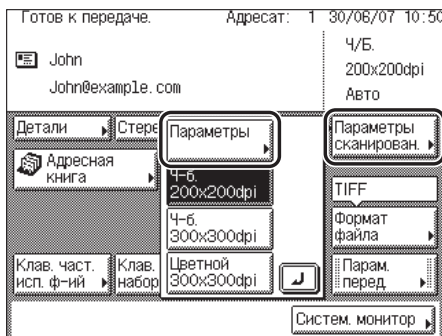 Готов к передаче. Адресат: 1 30/06/07 10:50
John
John@example.com
Ч/Б.
200x200dpi
Авто
Детали
Стере
Параметры
Параметры
сканирован.
Адресная
книга
Ч-б.
200x200dpi
TIFF
Ч-б.
300x300dpi
Формат
файла
Клав. част.
исп. ф-ий
Клав.
набор
Цветной
300x300dpi
Парам.
перед.
Систем. монитор